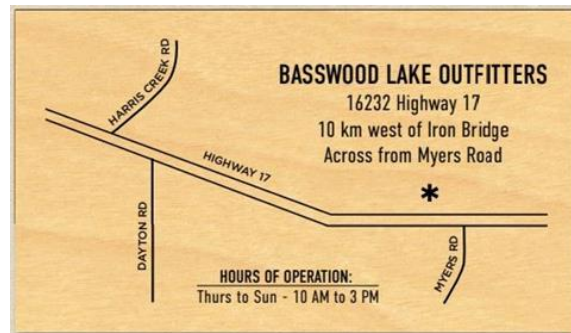 HARRIS CREEK RD
BASSWOOD LAKE OUTFITTERS
16232 Highway 17
10 km west of Iron Bridge
Across from Myers Road
*
HIGHWAY 17
DAYTON RD
MYERS RD
HOURS OF OPERATION:
Thurs to Sun - 10 AM to 3 PM